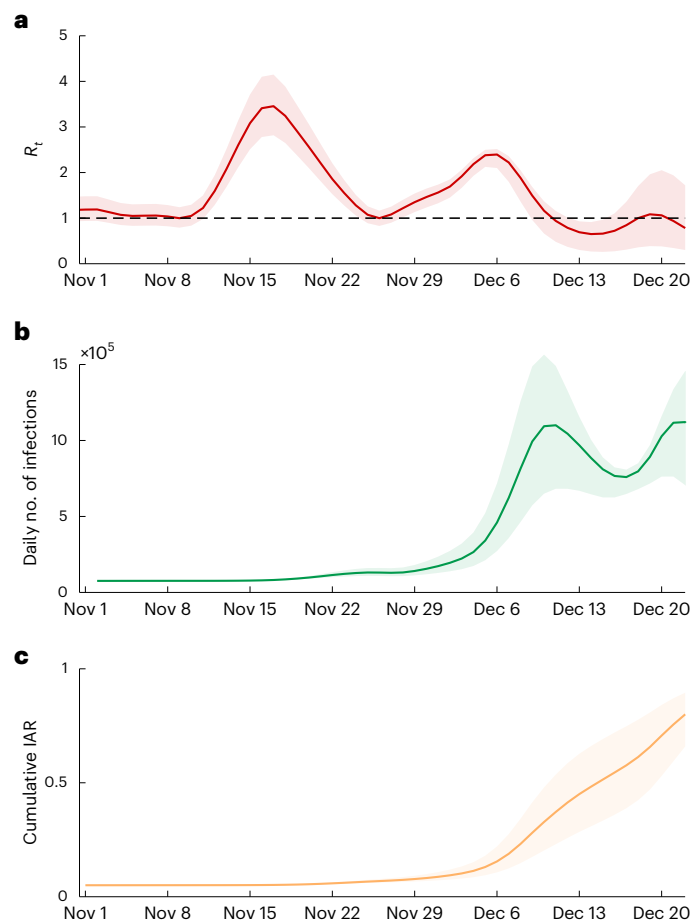 a
5
4
3
2
1
0
R_t
Nov 1 Nov 8 Nov 15 Nov 22 Nov 29 Dec 6 Dec 13 Dec 20
b
×10⁵
15
10
5
0
Daily no. of infections
Nov 1 Nov 8 Nov 15 Nov 22 Nov 29 Dec 6 Dec 13 Dec 20
c
1
0.5
0
Cumulative IAR
Nov 1 Nov 8 Nov 15 Nov 22 Nov 29 Dec 6 Dec 13 Dec 20